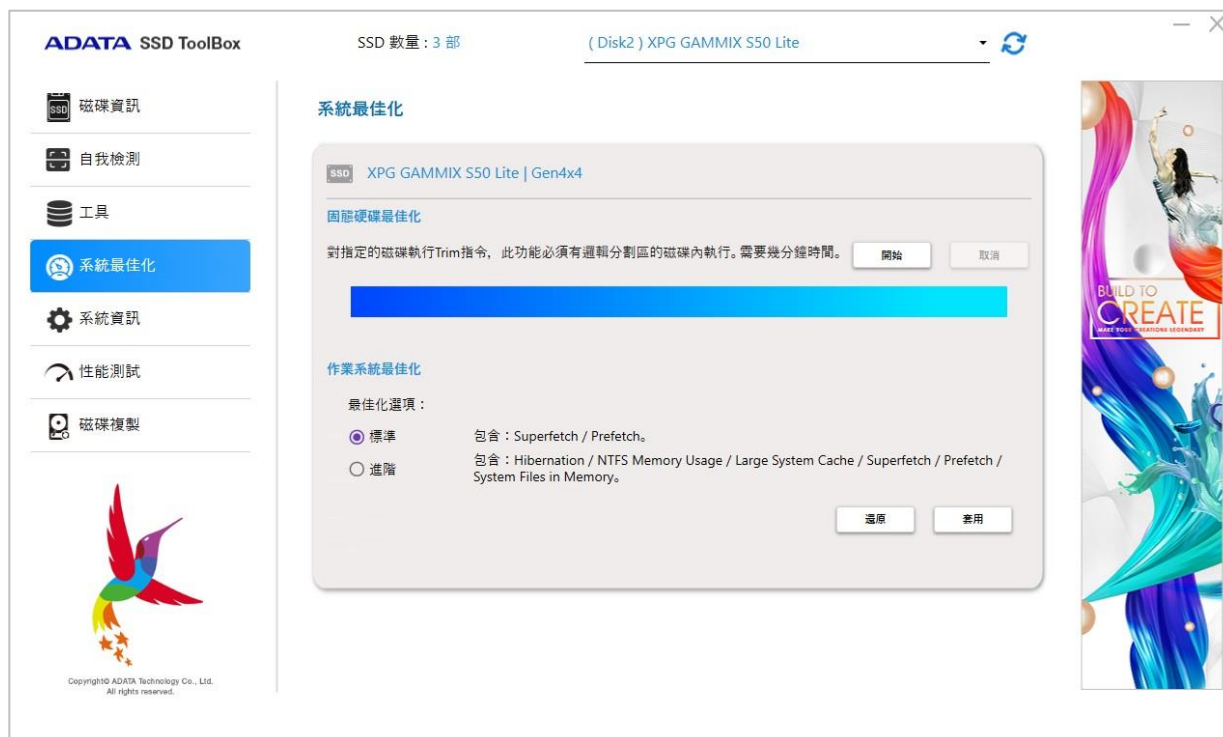 ADATA SSD ToolBox
SSD 數量 : 3 部
( Disk2 ) XPG GAMMIX S50 Lite
SSD
磁碟資訊
自我檢測
工具
系統最佳化
系統資訊
性能測試
磁碟複製
Copyright© ADATA Technology Co., Ltd.
All rights reserved.
系統最佳化
SSD
XPG GAMMIX S50 Lite | Gen4x4
固態硬碟最佳化
對指定的磁碟執行Trim指令, 此功能必須有邏輯分割區的磁碟內執行。需要幾分鐘時間。
開始
取消
作業系統最佳化
最佳化選項：
標準
包含：Superfetch / Prefetch。
進階
包含：Hibernation / NTFS Memory Usage / Large System Cache / Superfetch / Prefetch /
System Files in Memory。
還原
套用
BUILD TO
CREATE
MAKE YOUR CREATIONS LEGENDARY